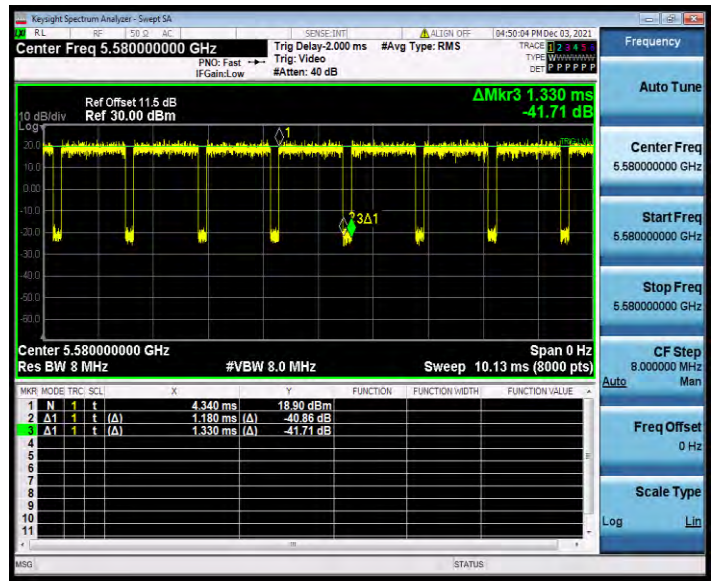 Keysight Spectrum Analyzer - Swept SA
RL RF 50 Ω AC SENSE:INT ALIGN OFF 04:50:04 PM Dec 03, 2021
Center Freq 5.580000000 GHz
PNO: Fast
IFGain:Low
Trig Delay-2.000 ms
Trig: Video
#Atten: 40 dB
#Avg Type: RMS
TRACE 1 2 3 4 5
TYPE
DET P P P P P P
Frequency
Auto Tune
ΔMkr3 1.330 ms
-41.71 dB
Ref Offset 11.5 dB
10 dB/div Ref 30.00 dBm
Log
20.0
10.0
0.00
-10.0
-20.0
-30.0
-40.0
-50.0
-60.0
1
3Δ1
Center Freq
5.580000000 GHz
Start Freq
5.580000000 GHz
Stop Freq
5.580000000 GHz
Center 5.580000000 GHz Span 0 Hz
Res BW 8 MHz #VBW 8.0 MHz Sweep 10.13 ms (8000 pts)
CF Step
8.000000 MHz
Auto Man
MKR MODE TRC SCL X Y FUNCTION FUNCTION WIDTH FUNCTION VALUE
1 N 1 t 4.340 ms 18.90 dBm
2 Δ1 1 t (Δ) 1.180 ms (Δ) -40.86 dB
3 Δ1 1 t (Δ) 1.330 ms (Δ) -41.71 dB
4
5
6
7
8
9
10
11
Freq Offset
0 Hz
Scale Type
Log Lin
MSG STATUS